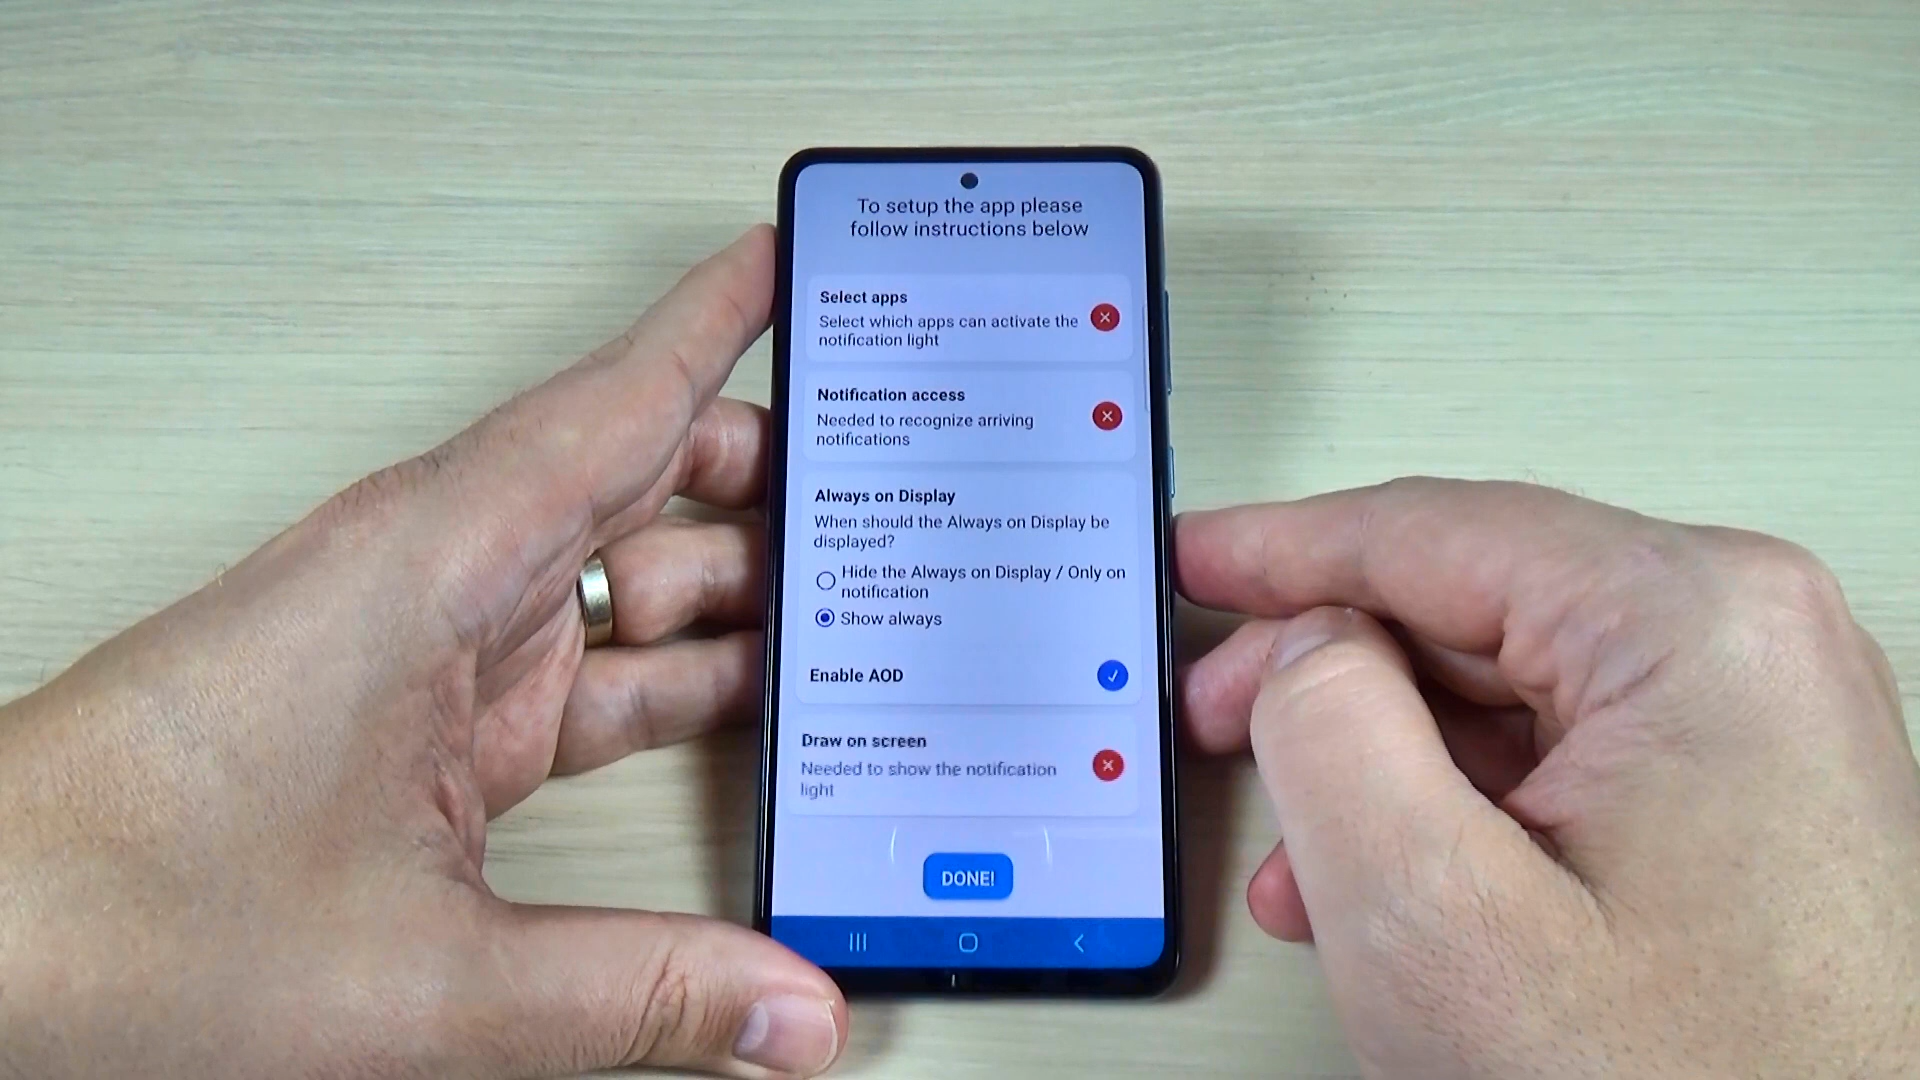 To setup the app please
follow instructions below
Select apps
Select which apps can activate the
notification light
Notification access
Needed to recognize arriving
notifications
Always on Display
When should the Always on Display be
displayed?
Hide the Always on Display / Only on
notification
Show always
Enable AOD
Draw on screen
Needed to show the notification
light
DONE!